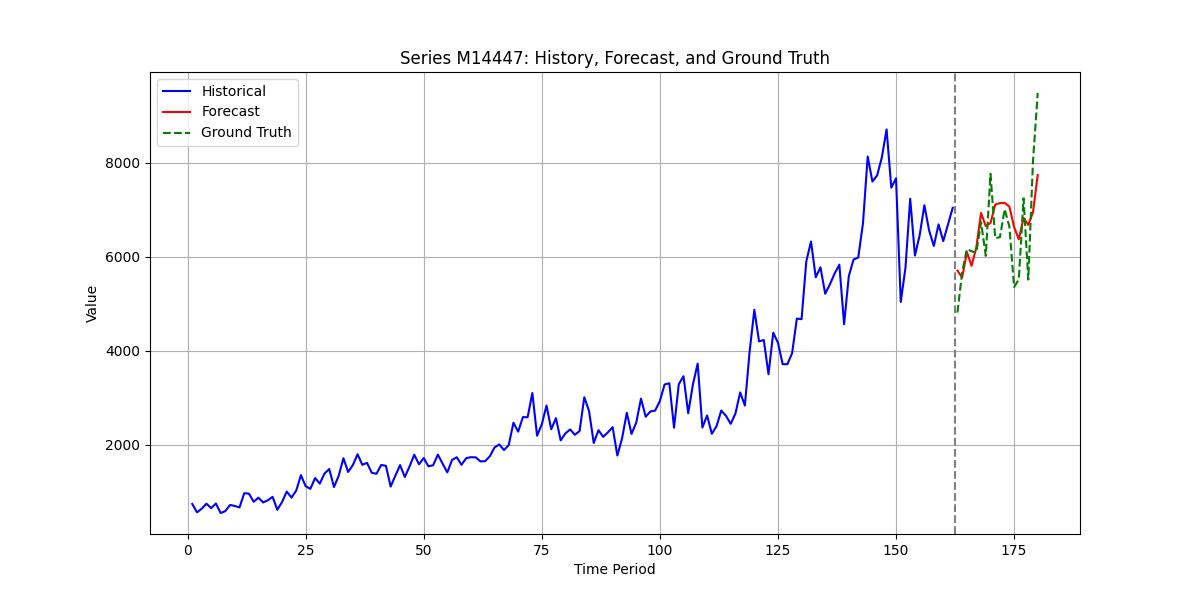 Series M14447: History, Forecast, and Ground Truth
Historical
Forecast
Ground Truth
Value
8000
6000
4000
2000
0 25 50 75 100 125 150 175
Time Period